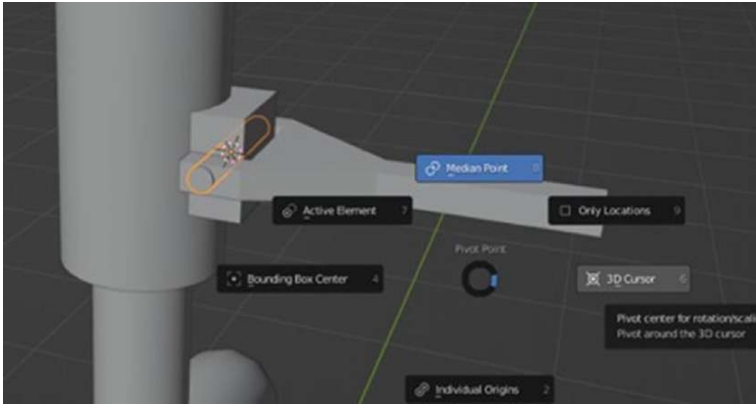 Median Point 8
Active Element 7
Only Locations 9
Pivot Point
Bounding Box Center 4
3D Cursor 6
Pivot center for rotation/scali
Pivot around the 3D cursor
Individual Origins 2